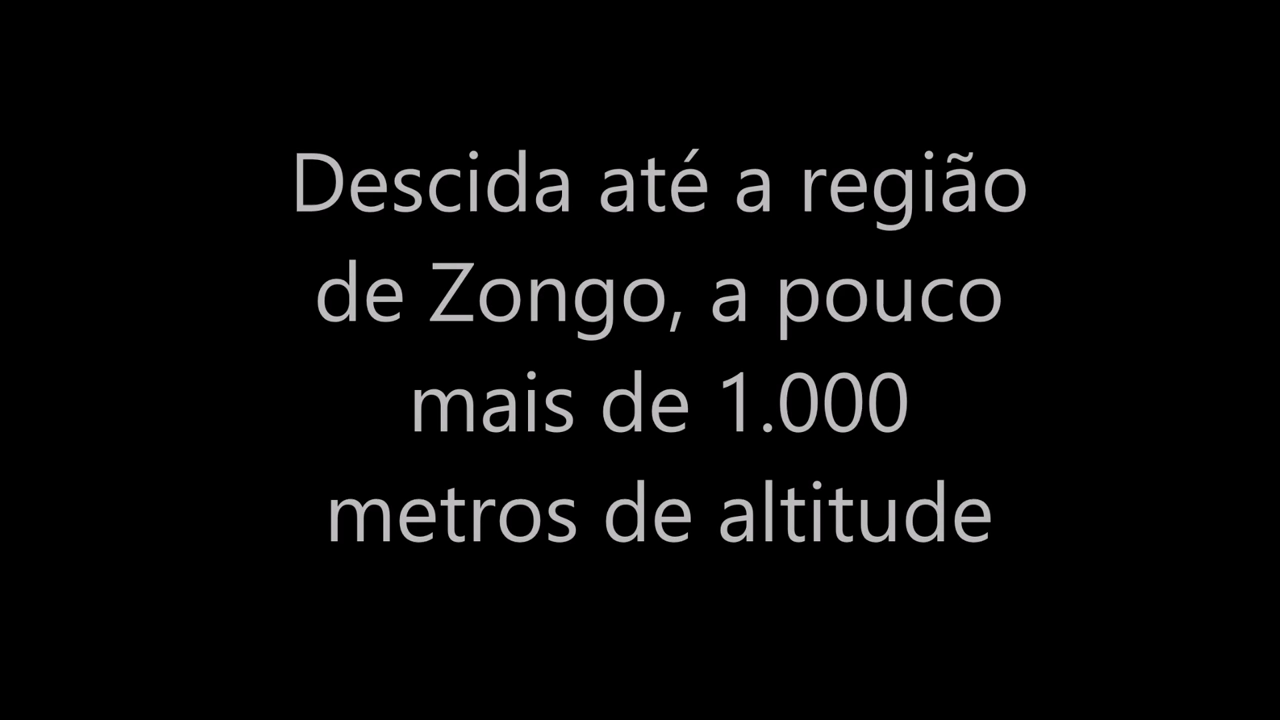 Descida até a região
de Zongo, a pouco
mais de 1.000
metros de altitude